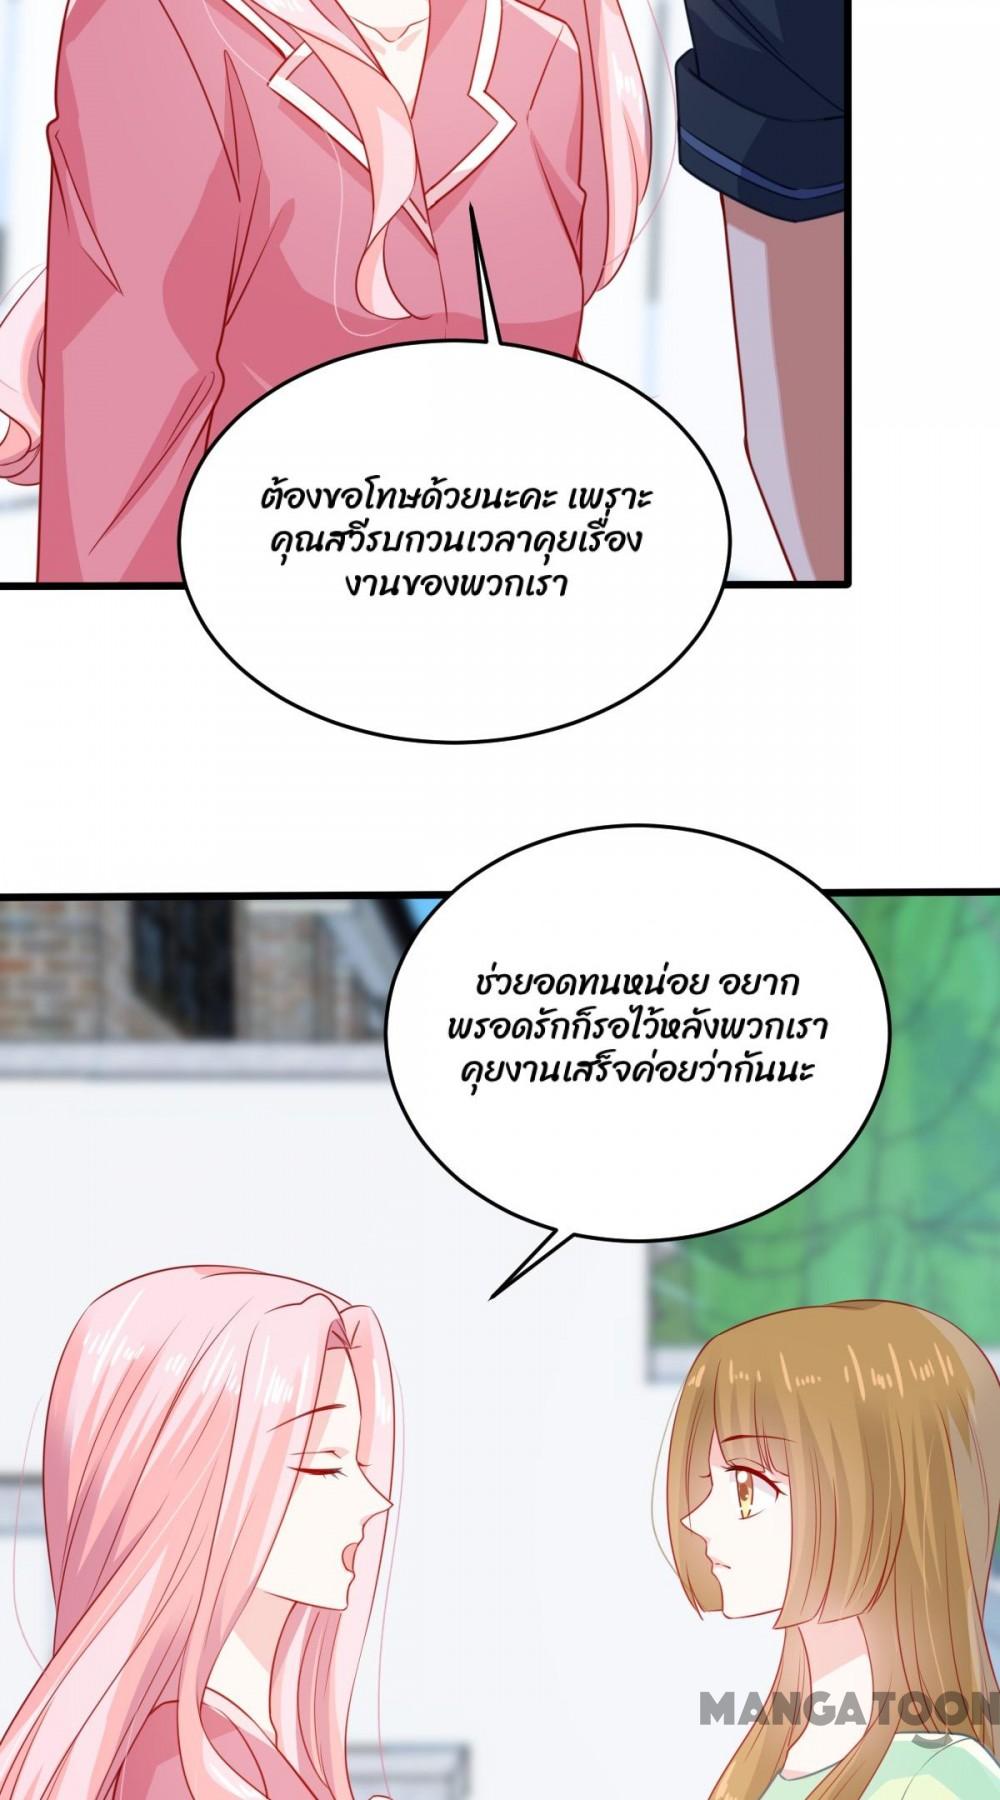 ต้องขอโทษด้วยนะคะ เพราะ
คุณสวีรบกวนเวลาคุยเรื่อง
งานของพวกเรา
ช่วยอดทนหน่อย อยาก
พรอดรักก็รอไว้หลังพวกเรา
คุยงานเสร็จค่อยว่ากันนะ
MANGATOON